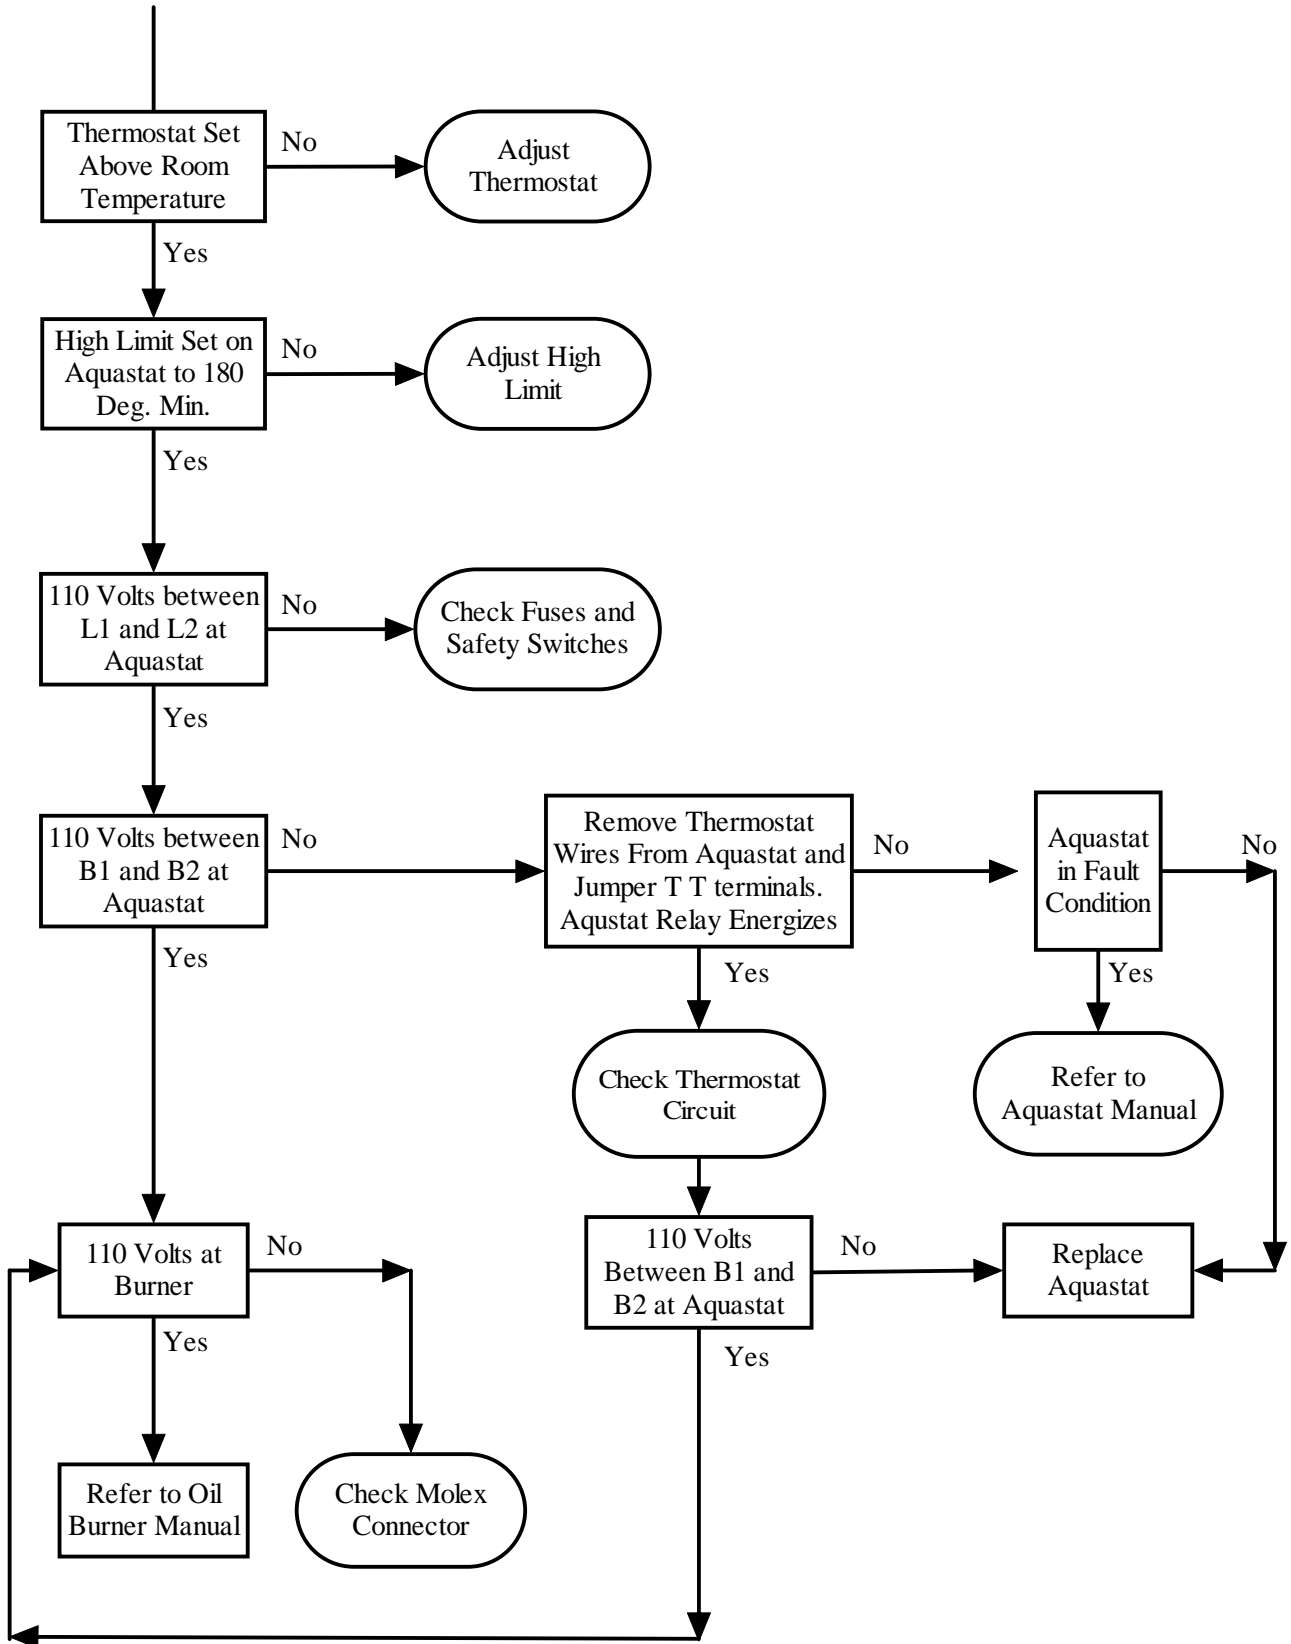 Thermostat Set
Above Room
Temperature
No
Adjust
Thermostat
Yes
High Limit Set on
Aquastat to 180
Deg. Min.
No
Adjust High
Limit
Yes
110 Volts between
L1 and L2 at
Aquastat
No
Check Fuses and
Safety Switches
Yes
110 Volts between
B1 and B2 at
Aquastat
No
Remove Thermostat
Wires From Aquastat and
Jumper T T terminals.
Aqustat Relay Energizes
No
Aquastat
in Fault
Condition
No
Yes
Yes
Yes
Check Thermostat
Circuit
Refer to
Aquastat Manual
110 Volts at
Burner
No
110 Volts
Between B1 and
B2 at Aquastat
No
Replace
Aquastat
Yes
Yes
Refer to Oil
Burner Manual
Check Molex
Connector